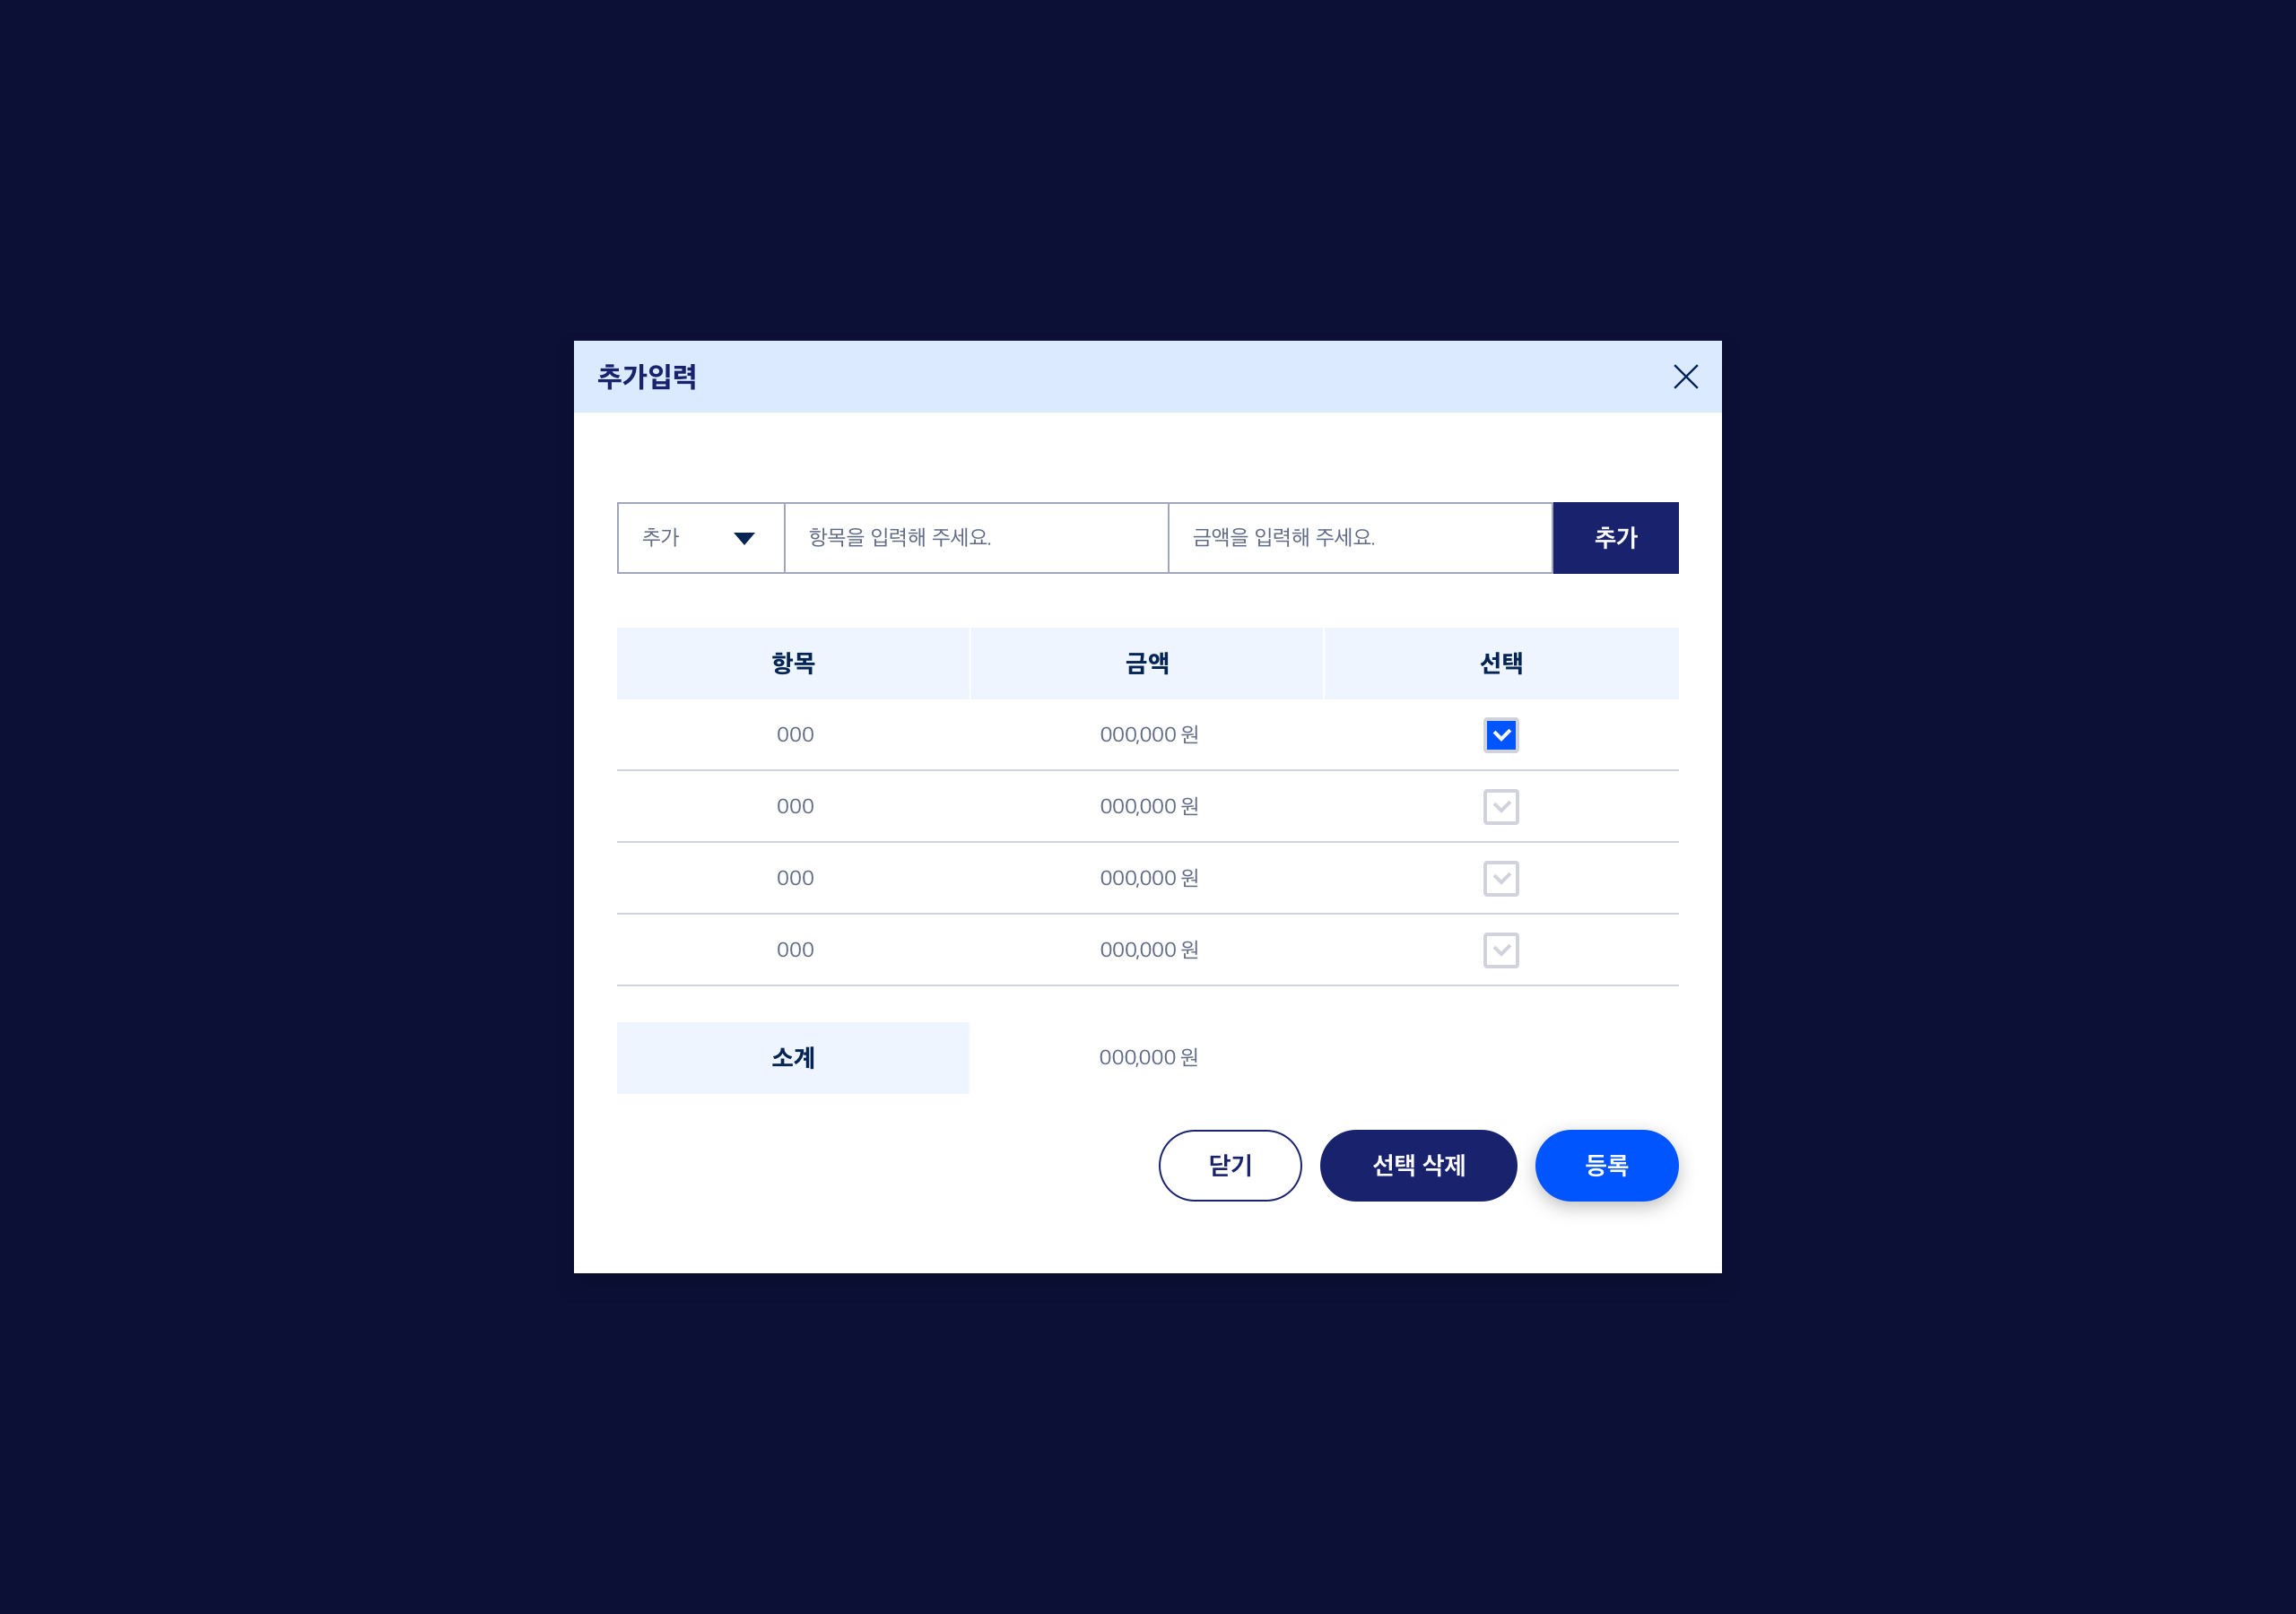 추가입력
추가 항목을 입력해 주세요. 금액을 입력해 주세요. 추가
항목 금액 선택
000 000,000 원
000 000,000 원
000 000,000 원
000 000,000 원
소계 000,000 원
닫기 선택 삭제 등록